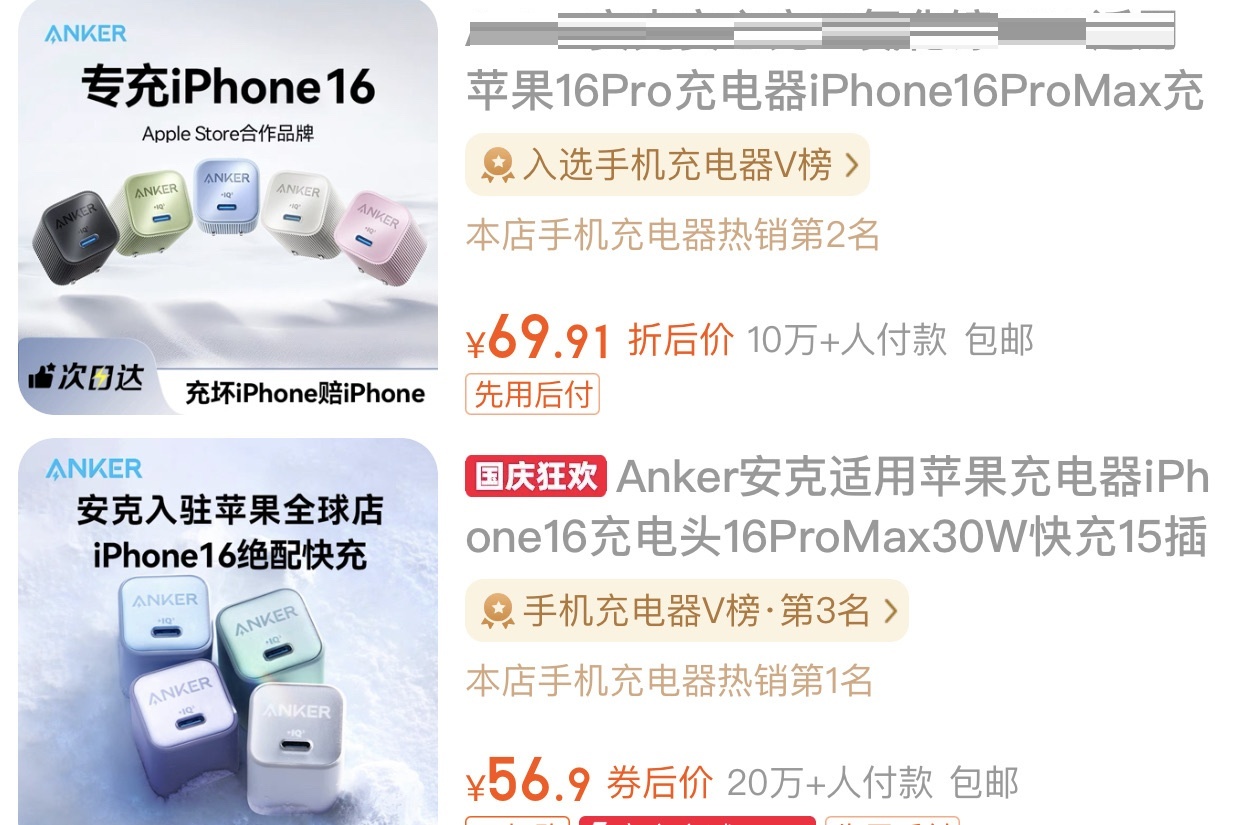 ANKER
专充iPhone16
Apple Store合作品牌
ANKER
ANKER
ANKER
ANKER
ANKER
次日达
充坏iPhone赔iPhone
苹果16Pro充电器iPhone16ProMax充
入选手机充电器V榜
本店手机充电器热销第2名
¥69.91 折后价 10万+人付款 包邮
先用后付
ANKER
安克入驻苹果全球店
iPhone16绝配快充
ANKER
ANKER
ANKER
ANKER
国庆狂欢 Anker安克适用苹果充电器iPh
one16充电头16ProMax30W快充15插
手机充电器V榜·第3名
本店手机充电器热销第1名
¥56.9 券后价 20万+人付款 包邮